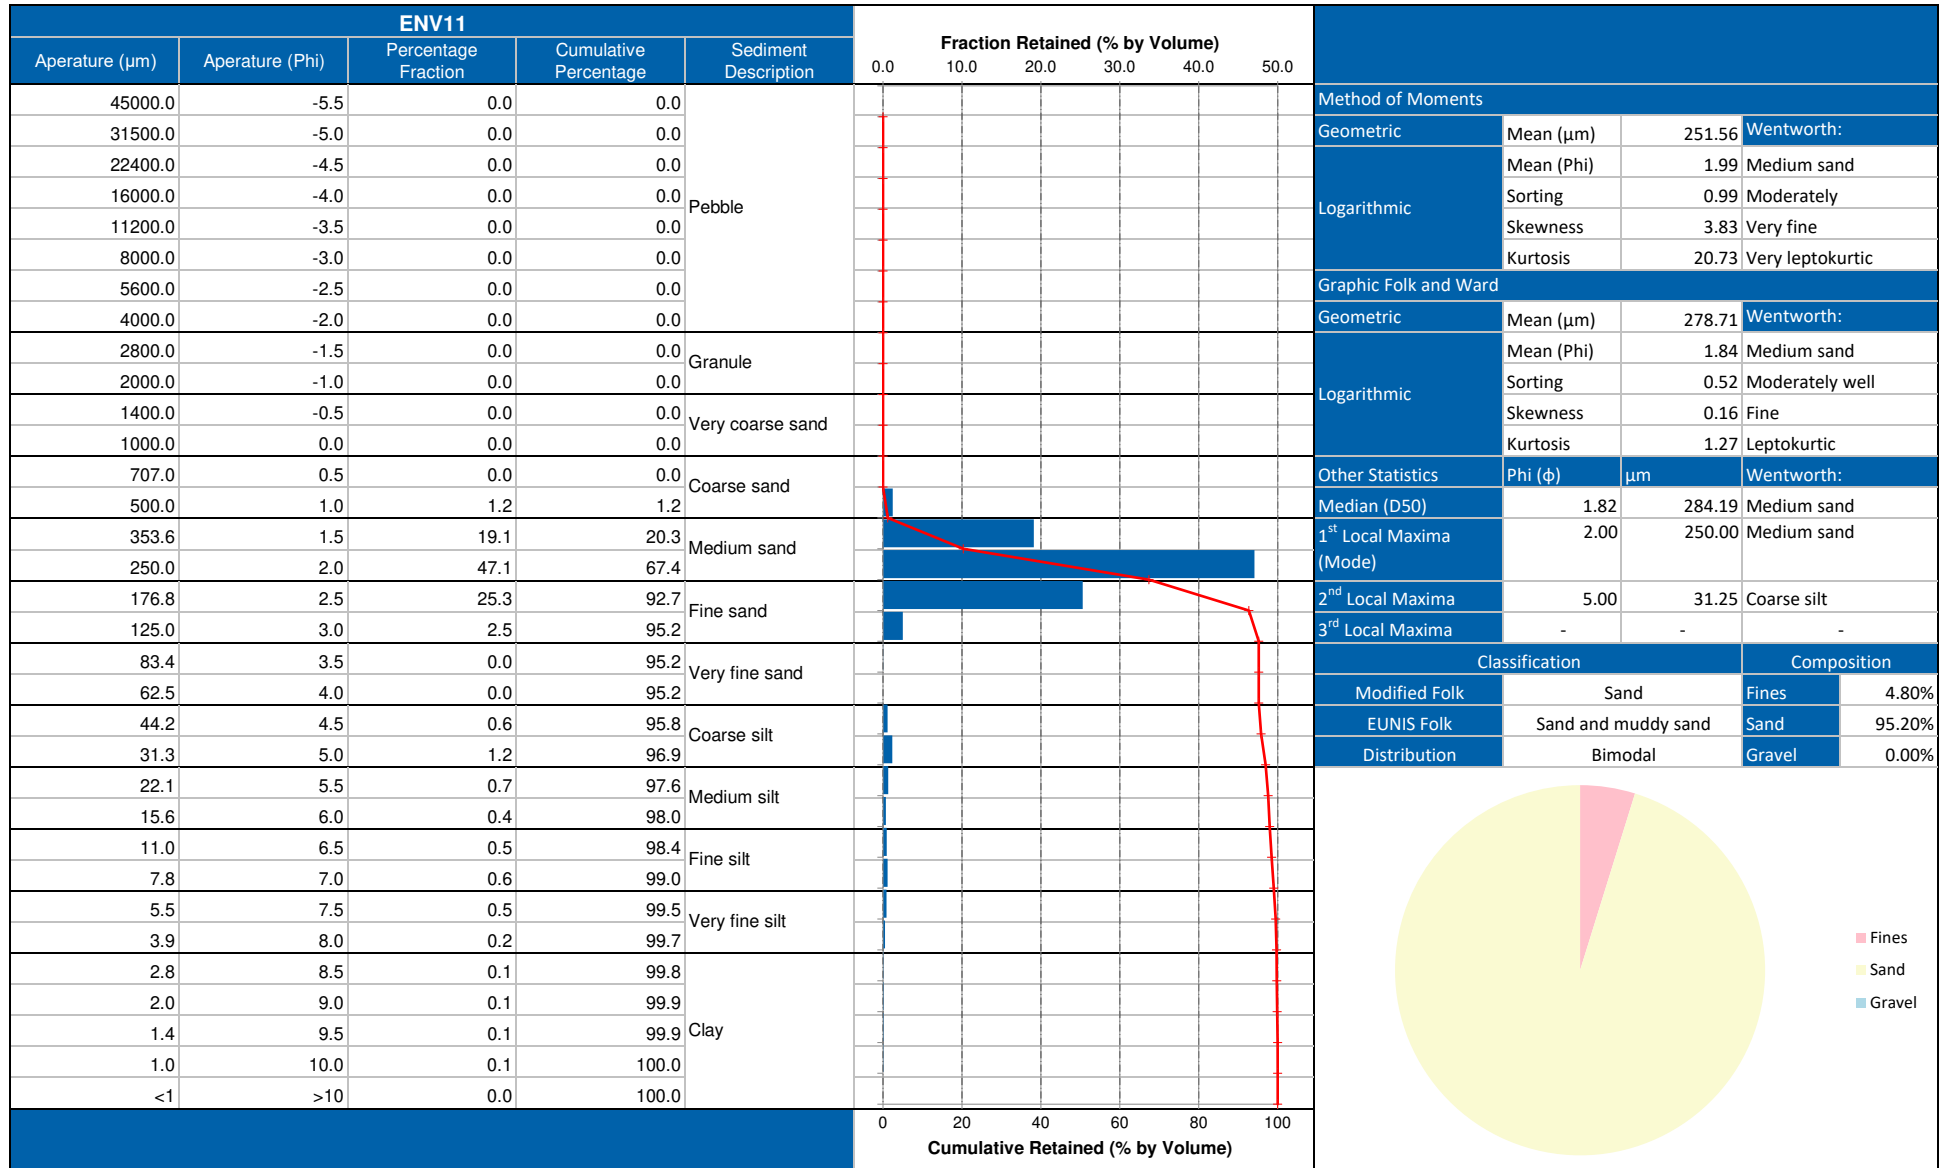 ENV11
Aperature (µm) Aperature (Phi) Percentage Fraction Cumulative Percentage Sediment Description
45000.0 -5.5 0.0 0.0
31500.0 -5.0 0.0 0.0
22400.0 -4.5 0.0 0.0
16000.0 -4.0 0.0 0.0 Pebble
11200.0 -3.5 0.0 0.0
8000.0 -3.0 0.0 0.0
5600.0 -2.5 0.0 0.0
4000.0 -2.0 0.0 0.0
2800.0 -1.5 0.0 0.0 Granule
2000.0 -1.0 0.0 0.0
1400.0 -0.5 0.0 0.0 Very coarse sand
1000.0 0.0 0.0 0.0
707.0 0.5 0.0 0.0 Coarse sand
500.0 1.0 1.2 1.2
353.6 1.5 19.1 20.3 Medium sand
250.0 2.0 47.1 67.4
176.8 2.5 25.3 92.7 Fine sand
125.0 3.0 2.5 95.2
83.4 3.5 0.0 95.2 Very fine sand
62.5 4.0 0.0 95.2
44.2 4.5 0.6 95.8 Coarse silt
31.3 5.0 1.2 96.9
22.1 5.5 0.7 97.6 Medium silt
15.6 6.0 0.4 98.0
11.0 6.5 0.5 98.4 Fine silt
7.8 7.0 0.6 99.0
5.5 7.5 0.5 99.5 Very fine silt
3.9 8.0 0.2 99.7
2.8 8.5 0.1 99.8
2.0 9.0 0.1 99.9
1.4 9.5 0.1 99.9 Clay
1.0 10.0 0.1 100.0
<1 >10 0.0 100.0
Fraction Retained (% by Volume)
0.0 10.0 20.0 30.0 40.0 50.0
0 20 40 60 80 100
Cumulative Retained (% by Volume)
Method of Moments
Geometric Mean (µm) 251.56 Wentworth:
Logarithmic Mean (Phi) 1.99 Medium sand
Sorting 0.99 Moderately
Skewness 3.83 Very fine
Kurtosis 20.73 Very leptokurtic
Graphic Folk and Ward
Geometric Mean (µm) 278.71 Wentworth:
Logarithmic Mean (Phi) 1.84 Medium sand
Sorting 0.52 Moderately well
Skewness 0.16 Fine
Kurtosis 1.27 Leptokurtic
Other Statistics Phi (ϕ) µm Wentworth:
Median (D50) 1.82 284.19 Medium sand
1st Local Maxima (Mode) 2.00 250.00 Medium sand
2nd Local Maxima 5.00 31.25 Coarse silt
3rd Local Maxima - - -
Classification Composition
Modified Folk Sand Fines 4.80%
EUNIS Folk Sand and muddy sand Sand 95.20%
Distribution Bimodal Gravel 0.00%
Fines
Sand
Gravel